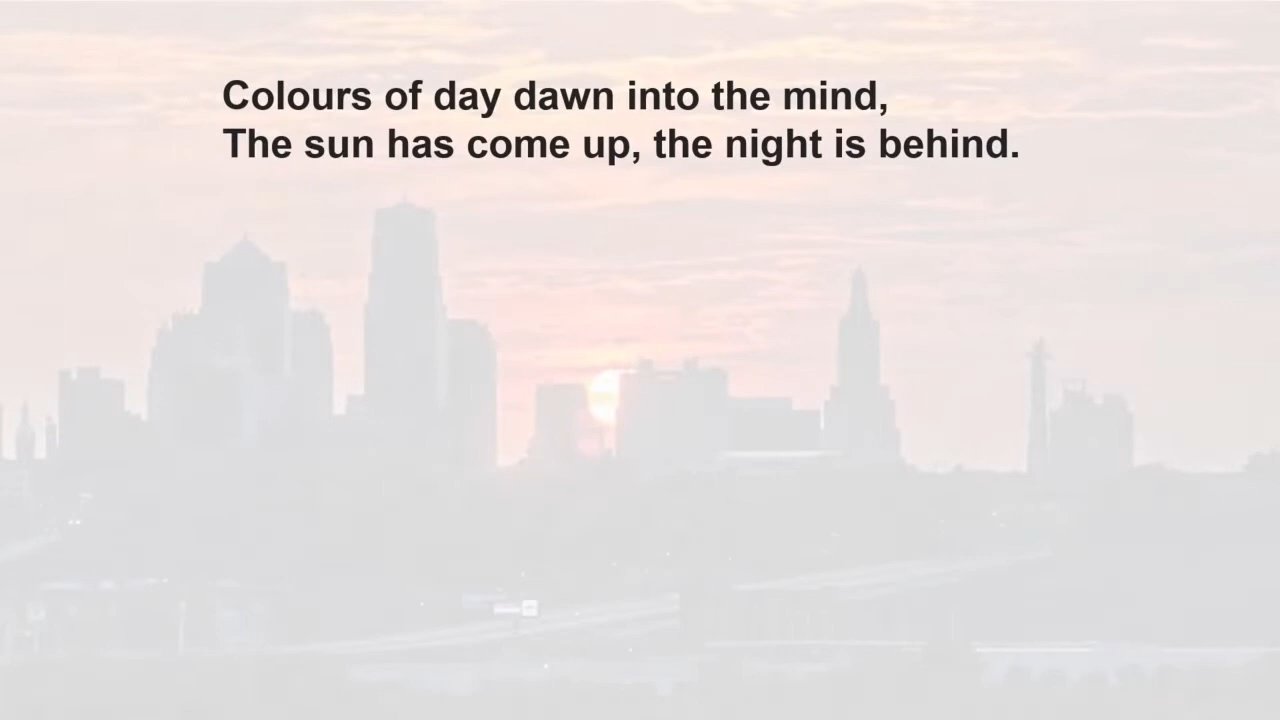 Colours of day dawn into the mind,
The sun has come up, the night is behind.